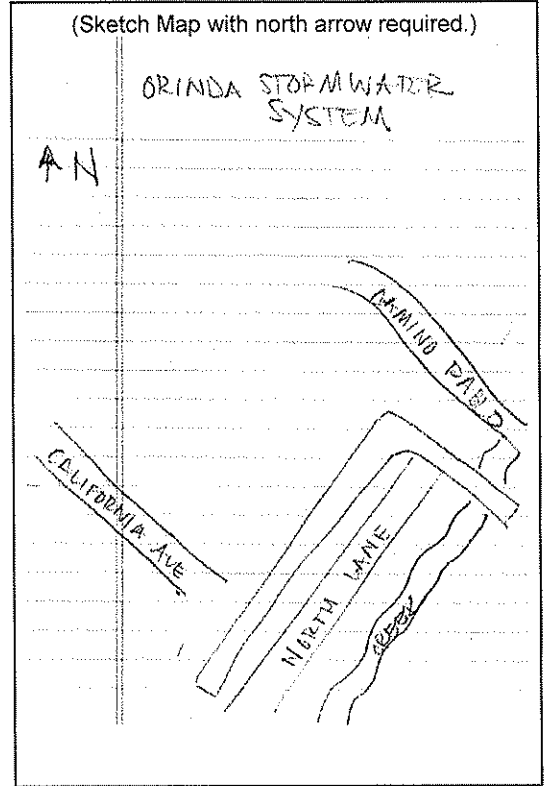 (Sketch Map with north arrow required.)
ORINDA STORMWATER
SYSTEM
N
CAMINO PABLO
CALIFORNIA AVE
NORTH LANE
CREEK